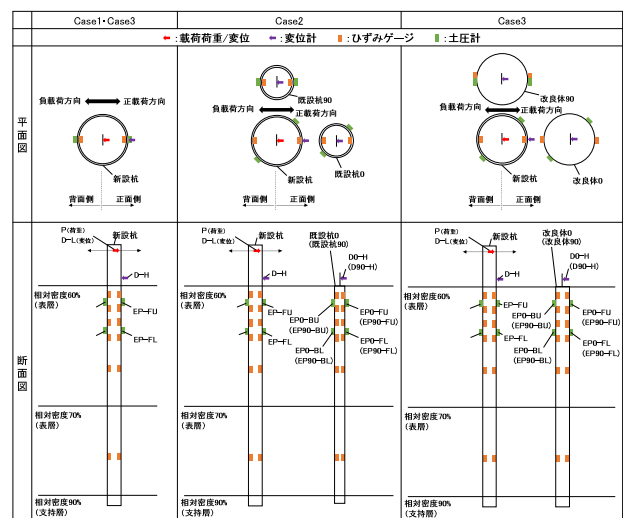 Case1・Case3
Case2
Case3
:載荷荷重/変位
:変位計
:ひずみゲージ
:土圧計
平面図
負載荷方向
正載荷方向
新設杭
背面側
正面側
既設杭90
負載荷方向
正載荷方向
既設杭0
新設杭
背面側
正面側
改良体90
負載荷方向
正載荷方向
改良体0
新設杭
背面側
正面側
断面図
P(荷重)
D-L(変位)
新設杭
D-H
相対密度60%
(表層)
EP-FU
EP-FL
相対密度70%
(表層)
相対密度90%
(支持層)
P(荷重)
D-L(変位)
新設杭
既設杭0
(既設杭90)
D-H
D0-H
(D90-H)
相対密度60%
(表層)
EP-FU
EP-FL
EP0-BU
(EP90-BU)
EP0-BL
(EP90-BL)
EP0-FU
(EP90-FU)
EP0-FL
(EP90-FL)
相対密度70%
(表層)
相対密度90%
(支持層)
P(荷重)
D-L(変位)
新設杭
改良体0
(改良体90)
D-H
D0-H
(D90-H)
相対密度60%
(表層)
EP-FU
EP-FL
EP0-BU
(EP90-BU)
EP0-BL
(EP90-BL)
EP0-FU
(EP90-FU)
EP0-FL
(EP90-FL)
相対密度70%
(表層)
相対密度90%
(支持層)